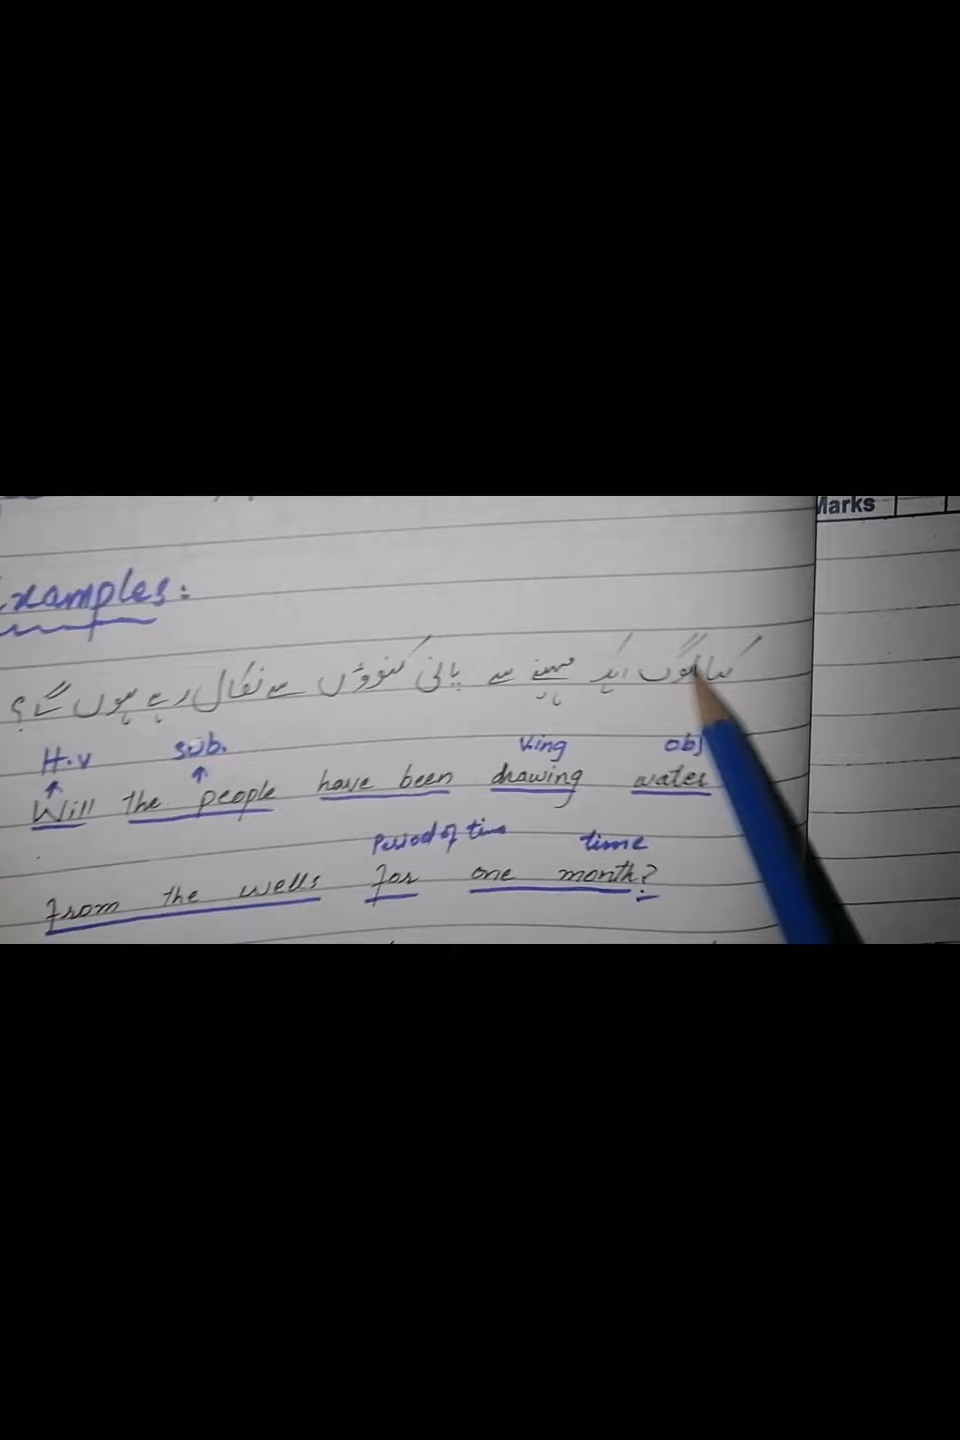 Marks
Examples:
کیا لوگ ایک مہینے سے پانی کنوؤں سے نکال رہے ہوں گے؟
H.v sub. Ving obj
Will the people have been drawing water
Period of time time
from the wells for one month?